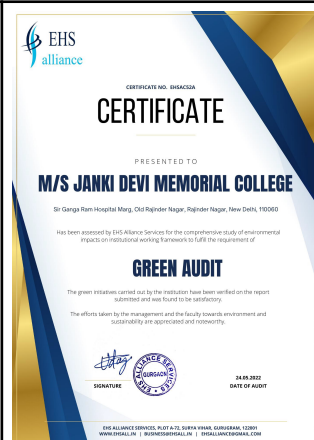 EHS
alliance
CERTIFICATE NO. EHSAC52A
CERTIFICATE
PRESENTED TO
M/S JANKI DEVI MEMORIAL COLLEGE
Sir Ganga Ram Hospital Marg, Old Rajinder Nagar, Rajinder Nagar, New Delhi, 110060
Has been assessed by EHS Alliance Services for the comprehensive study of environmental
impacts on institutional working framework to fulfill the requirement of
GREEN AUDIT
The green initiatives carried out by the institution have been verified on the report
submitted and was found to be satisfactory.
The efforts taken by the management and the faculty towards environment and
sustainability are appreciated and noteworthy.
EHS ALLIANCE SERVICES
GURGAON
24.05.2022
SIGNATURE
DATE OF AUDIT
EHS ALLIANCE SERVICES, PLOT A-72, SURYA VIHAR, GURUGRAM, 122001
WWW.EHSALL.IN | BUSINESS@EHSALL.IN | EHSALLIANCE@GMAIL.COM